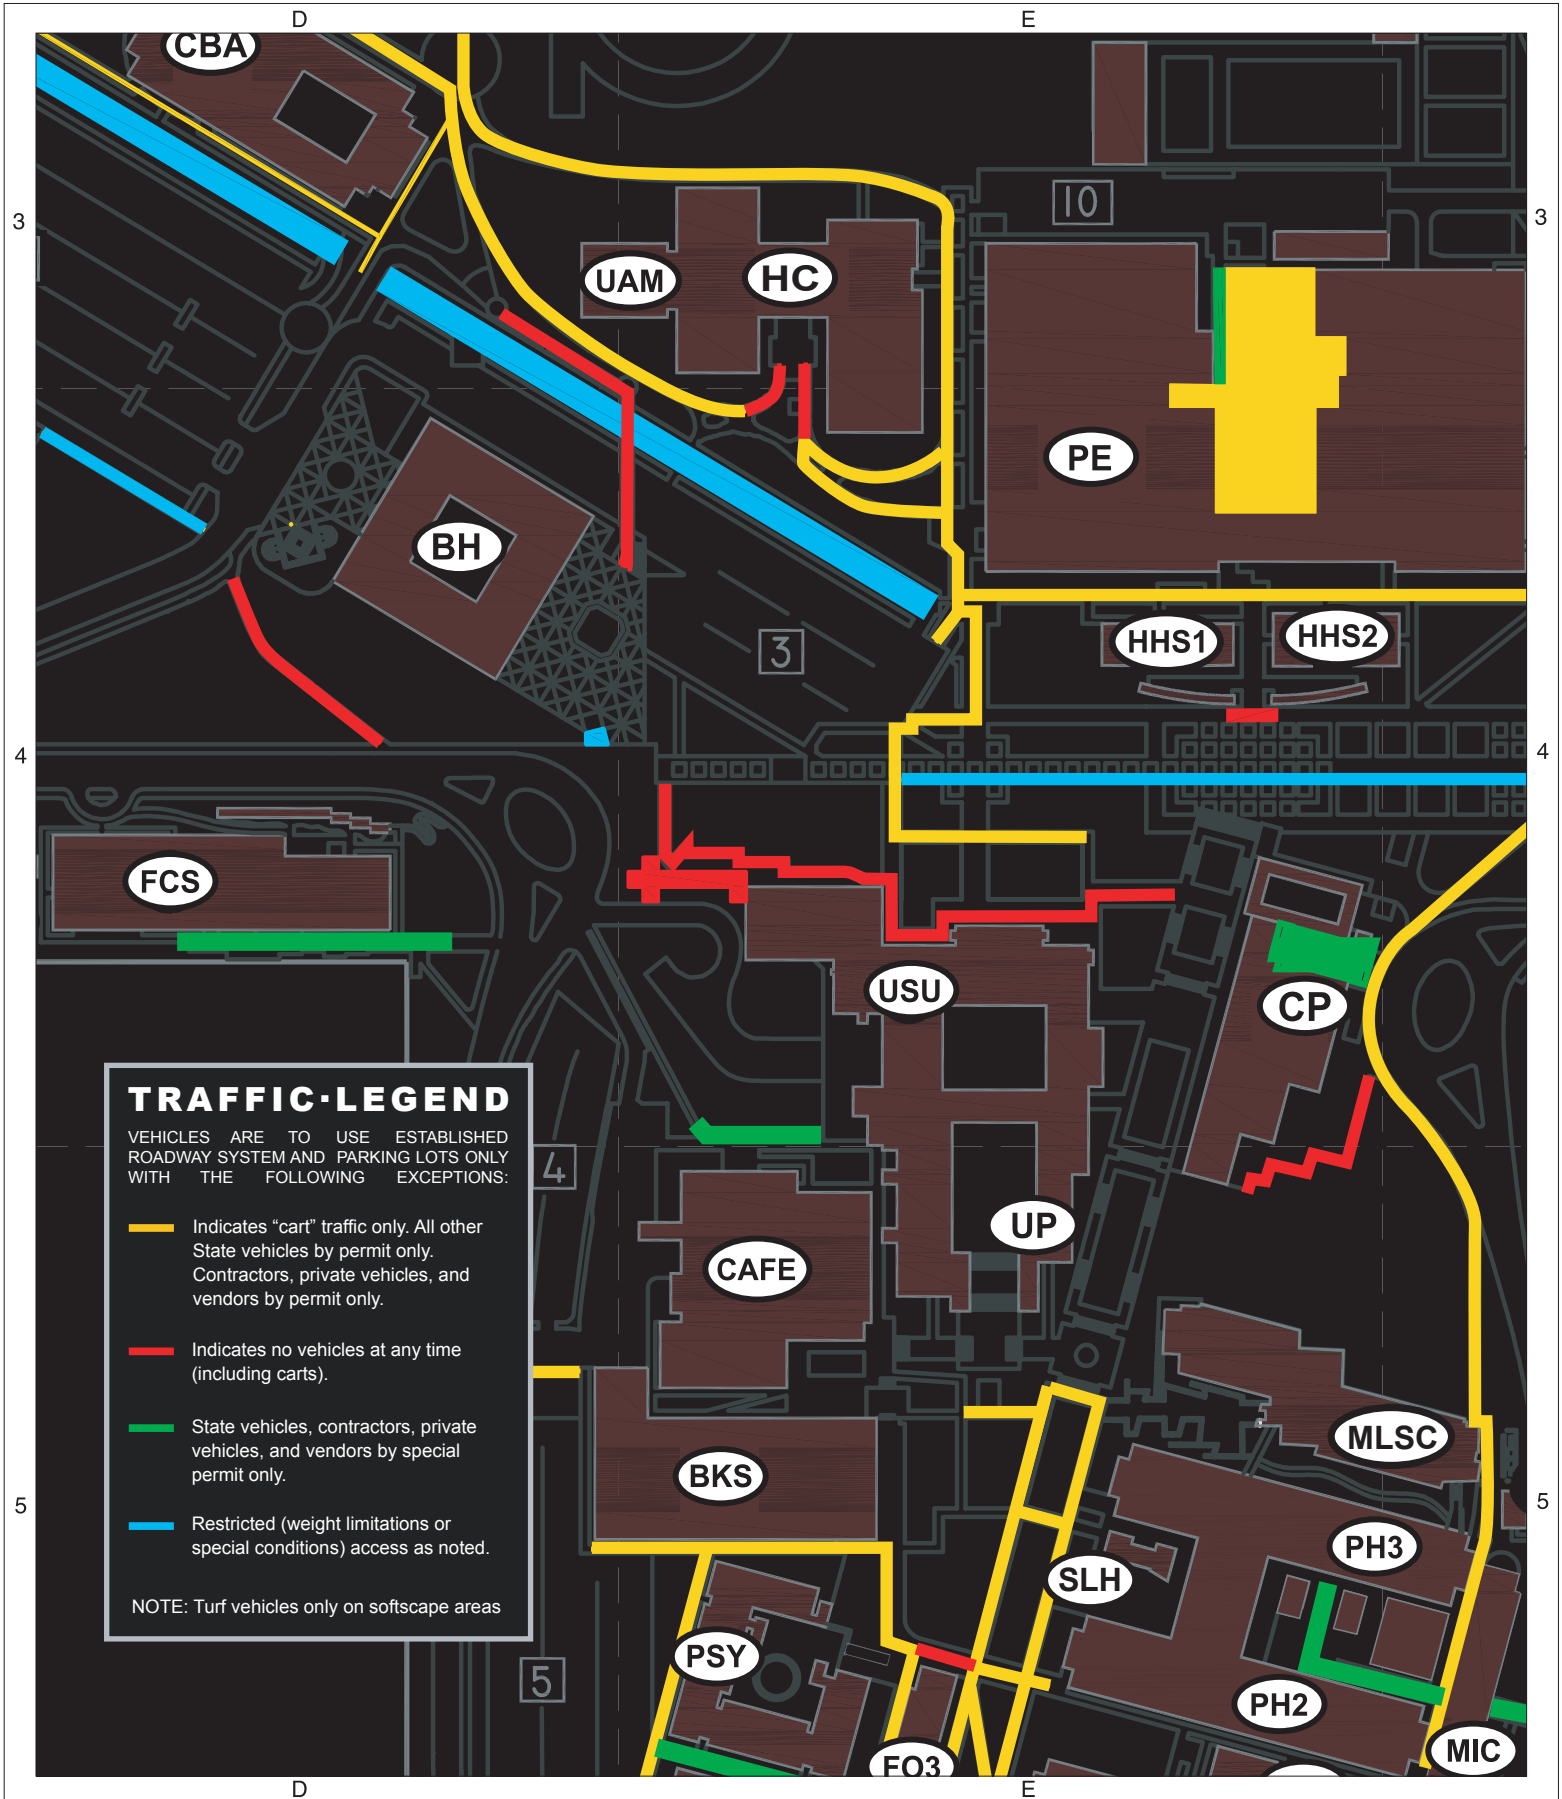 D
E
CBA
3
10
3
UAM
HC
PE
BH
3
HHS1
HHS2
4
4
FCS
USU
CP
TRAFFIC·LEGEND
VEHICLES ARE TO USE ESTABLISHED
ROADWAY SYSTEM AND PARKING LOTS ONLY
WITH THE FOLLOWING EXCEPTIONS:
Indicates “cart” traffic only. All other
State vehicles by permit only.
Contractors, private vehicles, and
vendors by permit only.
Indicates no vehicles at any time
(including carts).
State vehicles, contractors, private
vehicles, and vendors by special
permit only.
Restricted (weight limitations or
special conditions) access as noted.
NOTE: Turf vehicles only on softscape areas
4
UP
CAFE
MLSC
BKS
5
5
PH3
SLH
PSY
5
PH2
MIC
FO3
D
E